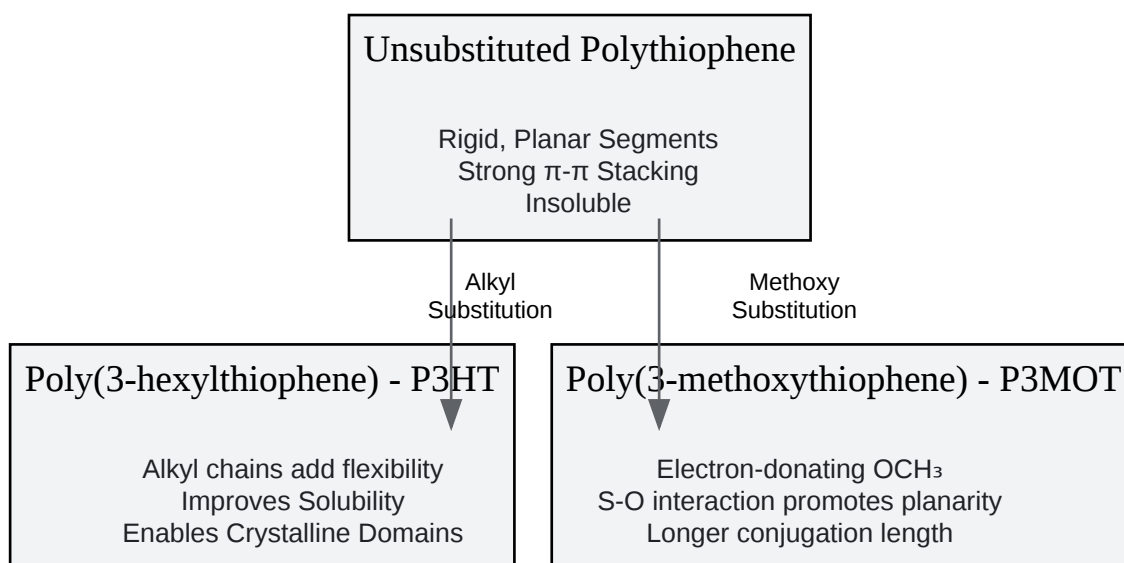 Unsubstituted Polythiophene
Rigid, Planar Segments
Strong π-π Stacking
Insoluble
Alkyl
Substitution
Methoxy
Substitution
Poly(3-hexylthiophene) - P3HT
Alkyl chains add flexibility
Improves Solubility
Enables Crystalline Domains
Poly(3-methoxythiophene) - P3MOT
Electron-donating OCH₃
S-O interaction promotes planarity
Longer conjugation length